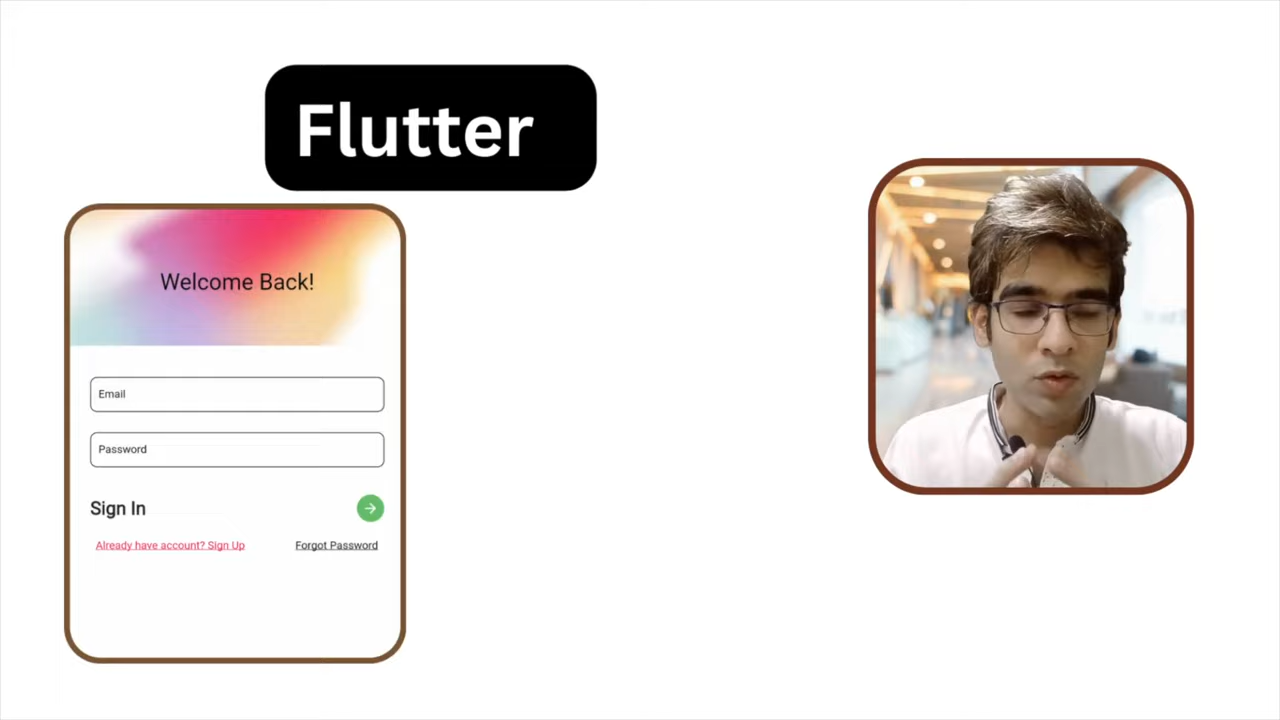 Flutter
Welcome Back!
Email
Password
Sign In
Already have account? Sign Up
Forgot Password